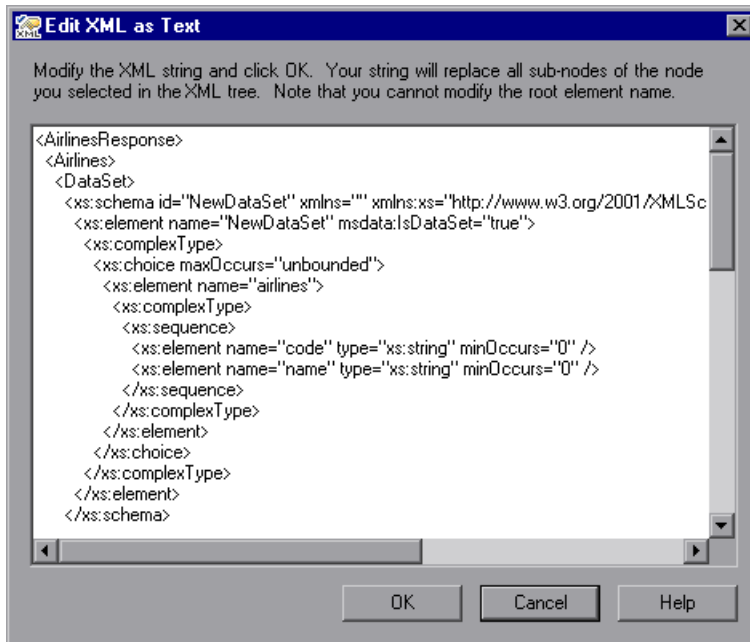 XML
Edit XML as Text
Modify the XML string and click OK. Your string will replace all sub-nodes of the node
you selected in the XML tree. Note that you cannot modify the root element name.
<AirlinesResponse>
<Airlines>
<DataSet>
<xs:schema id="NewDataSet" xmlns="" xmlns:xs="http://www.w3.org/2001/XMLSc
<xs:element name="NewDataSet" msdata:IsDataSet="true">
<xs:complexType>
<xs:choice maxOccurs="unbounded">
<xs:element name="airlines">
<xs:complexType>
<xs:sequence>
<xs:element name="code" type="xs:string" minOccurs="0" />
<xs:element name="name" type="xs:string" minOccurs="0" />
</xs:sequence>
</xs:complexType>
</xs:element>
</xs:choice>
</xs:complexType>
</xs:element>
</xs:schema>
OK
Cancel
Help